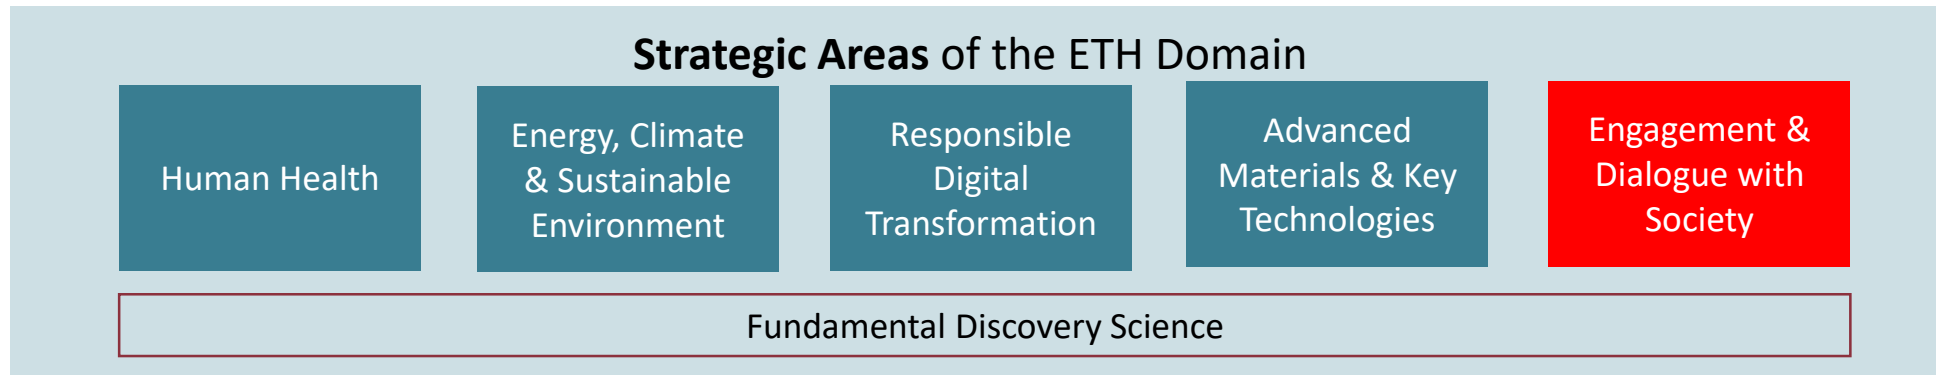 Strategic Areas of the ETH Domain
Human Health
Energy, Climate
& Sustainable
Environment
Responsible
Digital
Transformation
Advanced
Materials & Key
Technologies
Engagement &
Dialogue with
Society
Fundamental Discovery Science